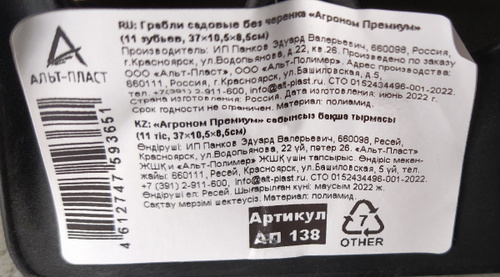 АЛЬТ-ПЛАСТ
4612747593651
RU: Грабли садовые без черенка «Агроном Премиум»
(11 зубьев, 37×10,5×8,5см)
Производитель: ИП Панков Эдуард Валерьевич, 660098, Россия,
г.Красноярск, ул.Водопьянова, д.22, кв.26. Произведено по заказу
ООО «Альт-Пласт», ООО «Альт-Полимер». Адрес производства:
660111, Россия, г.Красноярск, ул.Башиловская, д.5,
тел.+7(391) 2-911-600, info@alt-plast.ru. СТО 0152434496-001-2022.
Страна изготовления: Россия. Дата изготовления: июнь 2022 г.
Срок годности не ограничен. Материал: полиамид.
KZ: «Агроном Премиум» сабынсыз бақша тырмасы
(11 тіс, 37×10,5×8,5см)
Өндіруші: ИП Панков Эдуард Валерьевич, 660098, Ресей,
Красноярск, ул.Водопьянова, 22 үй, пәтер 26. «Альт-Пласт»
ЖШҚ и «Альт-Полимер» ЖШҚ үшін тапсырыс. Өндіріс мекен-
жайы: 660111, Ресей, Красноярск, ул.Башиловская, 5 үй, тел.
+7 (391) 2-911-600, info@alt-plast.ru. СТО 0152434496-001-2022.
Өндіруші ел: Ресей. Шығарылған күні: маусым 2022 ж.
Сақтау мерзімі шектеусіз. Материал: полиамид.
Артикул
АП 138
7
OTHER